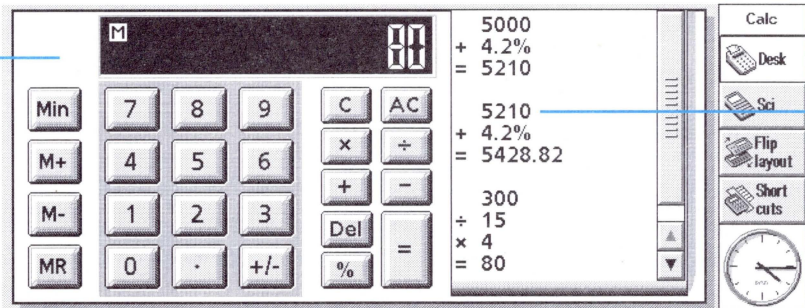 M
80
Min 7 8 9 C AC
M+ 4 5 6 × ÷
M- 1 2 3 + −
MR 0 . +/- Del % =
5000
+ 4.2%
= 5210
5210
+ 4.2%
= 5428.82
300
÷ 15
× 4
= 80
Calc
Desk
Sci
Flip
layout
Short
cuts